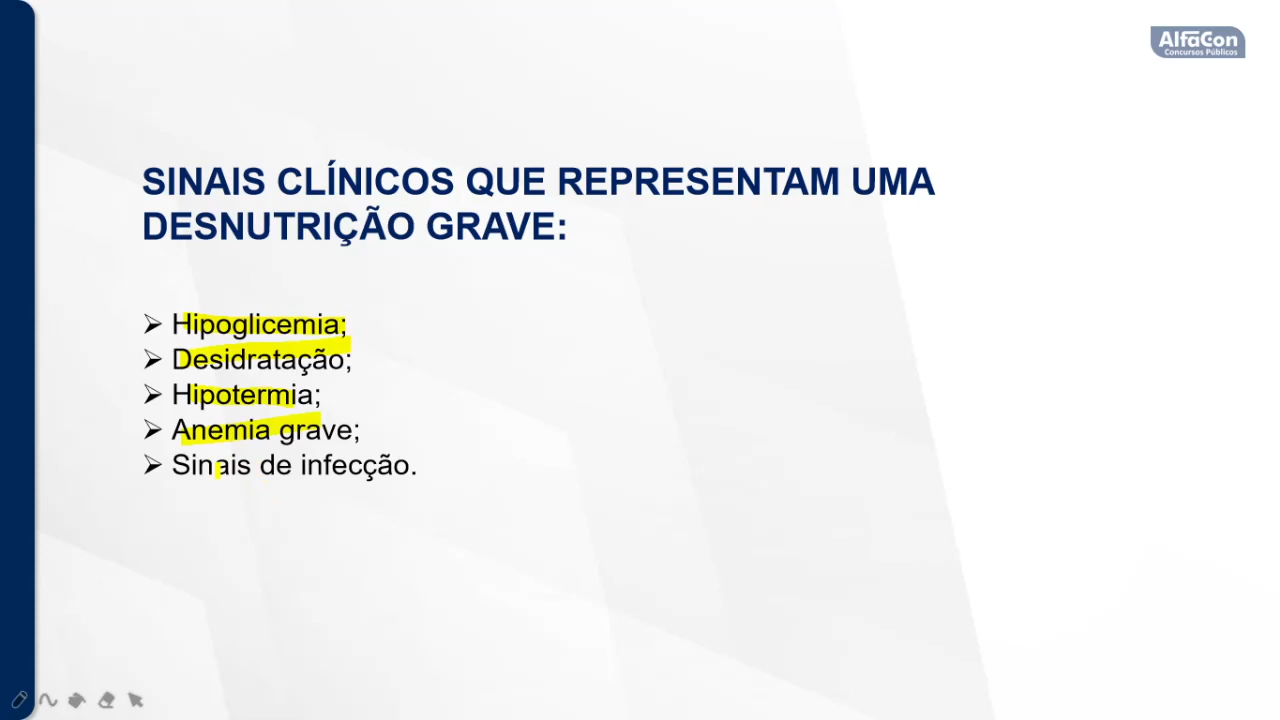 AlfaCon
Concursos Públicos
SINAIS CLÍNICOS QUE REPRESENTAM UMA
DESNUTRIÇÃO GRAVE:
Hipoglicemia;
Desidratação;
Hipotermia;
Anemia grave;
Sinais de infecção.